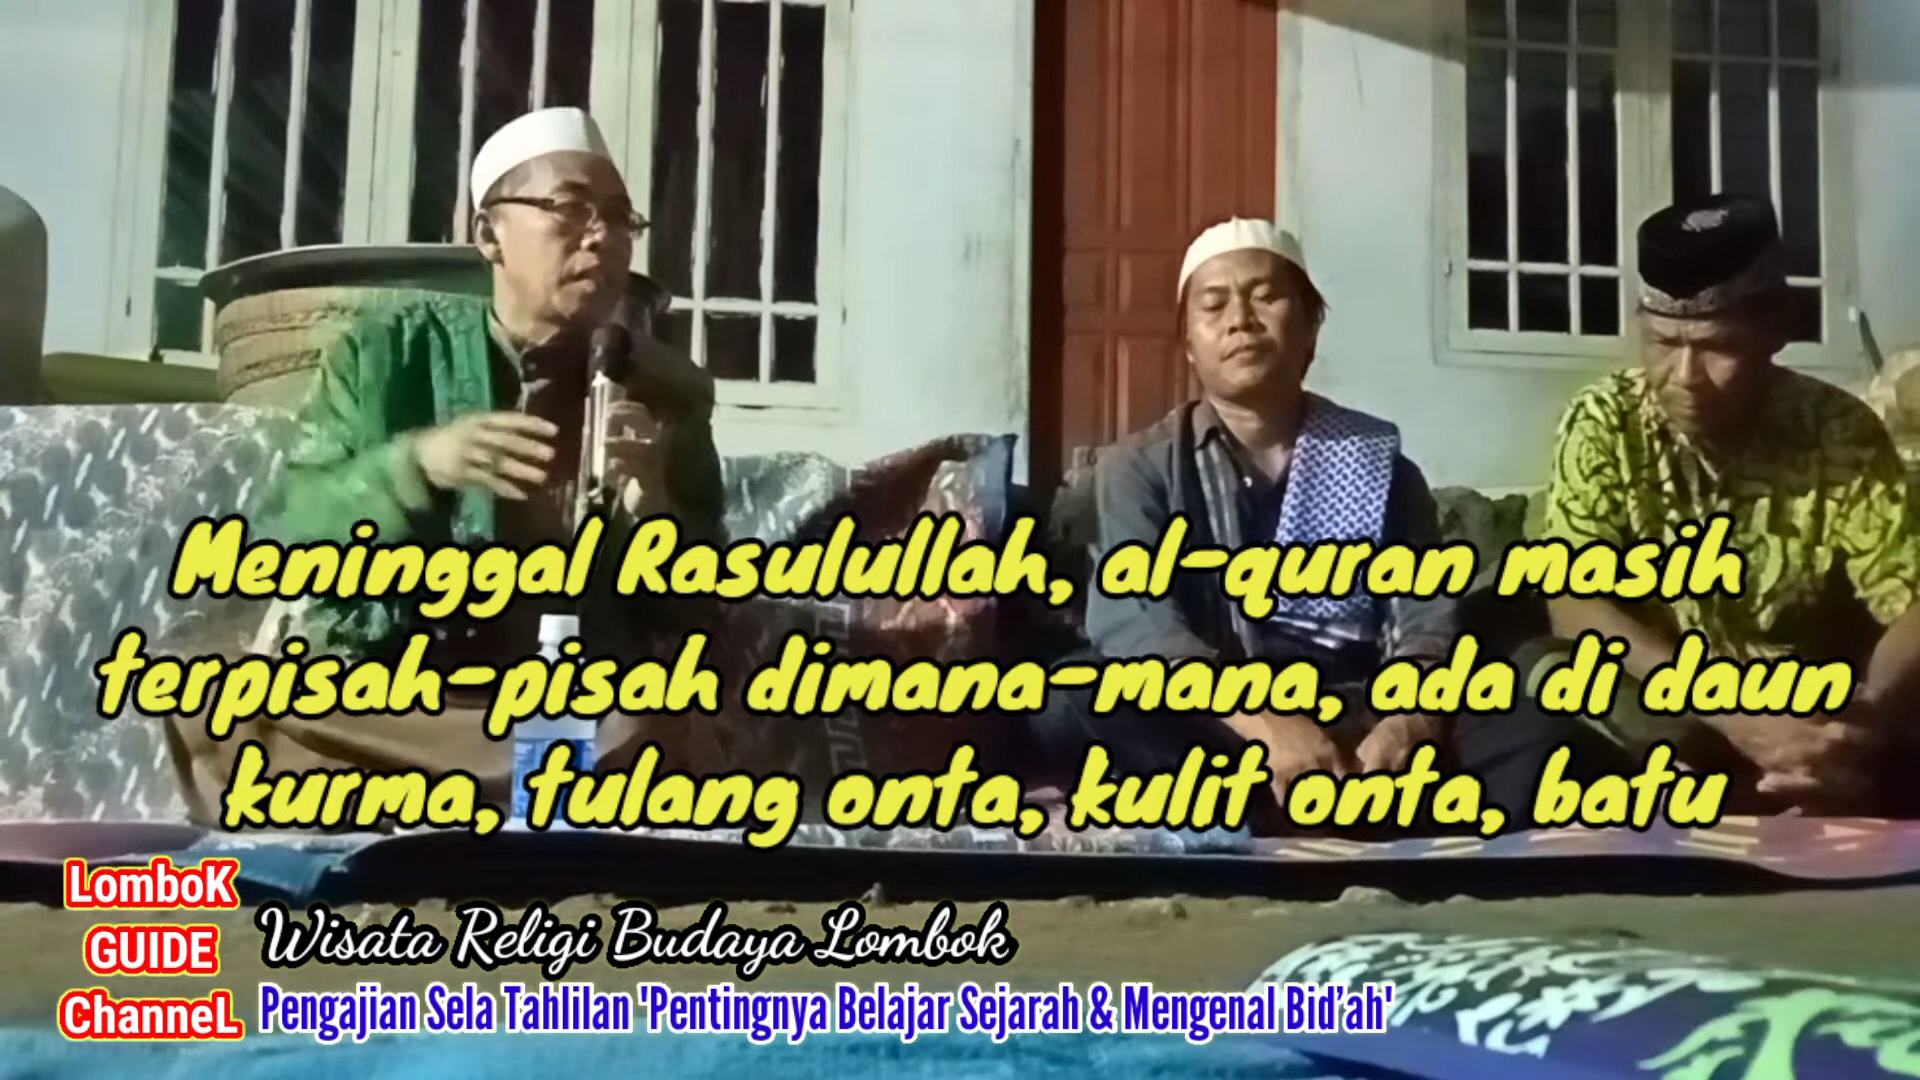 Meninggal Rasulullah, al-quran masih
terpisah-pisah dimana-mana, ada di daun
kurma, tulang onta, kulit onta, batu
LomboK
GUIDE
ChanneL
Wisata Religi Budaya Lombok
Pengajian Sela Tahlilan 'Pentingnya Belajar Sejarah & Mengenal Bid’ah'